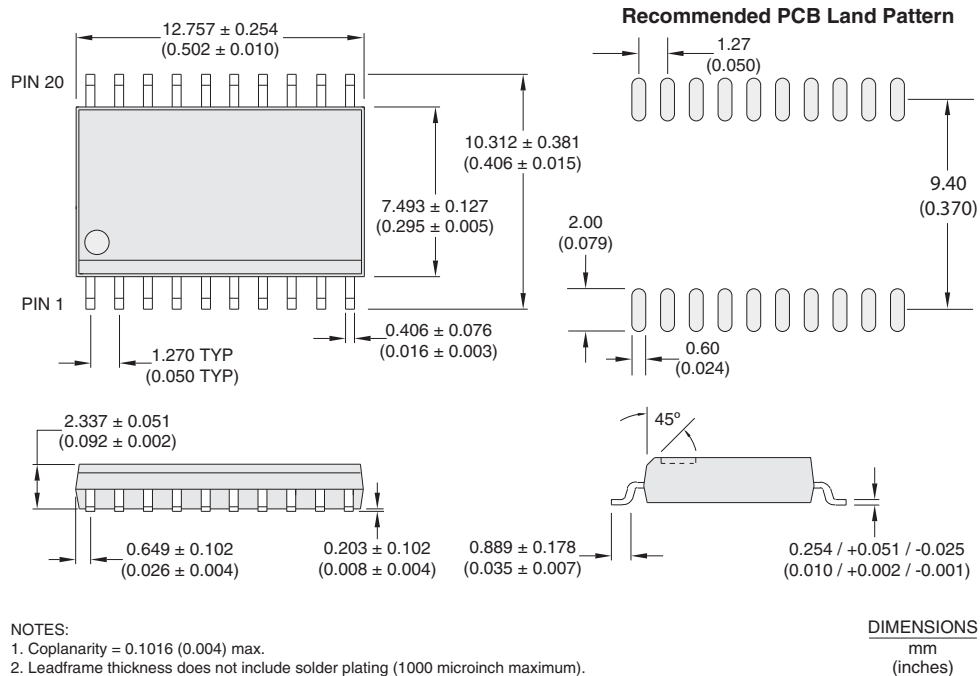 Recommended PCB Land Pattern
12.757 ± 0.254
(0.502 ± 0.010)
PIN 20
10.312 ± 0.381
(0.406 ± 0.015)
7.493 ± 0.127
(0.295 ± 0.005)
PIN 1
0.406 ± 0.076
(0.016 ± 0.003)
1.270 TYP
(0.050 TYP)
1.27
(0.050)
9.40
(0.370)
2.00
(0.079)
0.60
(0.024)
2.337 ± 0.051
(0.092 ± 0.002)
0.649 ± 0.102
(0.026 ± 0.004)
0.203 ± 0.102
(0.008 ± 0.004)
45º
0.889 ± 0.178
(0.035 ± 0.007)
0.254 / +0.051 / -0.025
(0.010 / +0.002 / -0.001)
NOTES:
1. Coplanarity = 0.1016 (0.004) max.
2. Leadframe thickness does not include solder plating (1000 microinch maximum).
DIMENSIONS
mm
(inches)